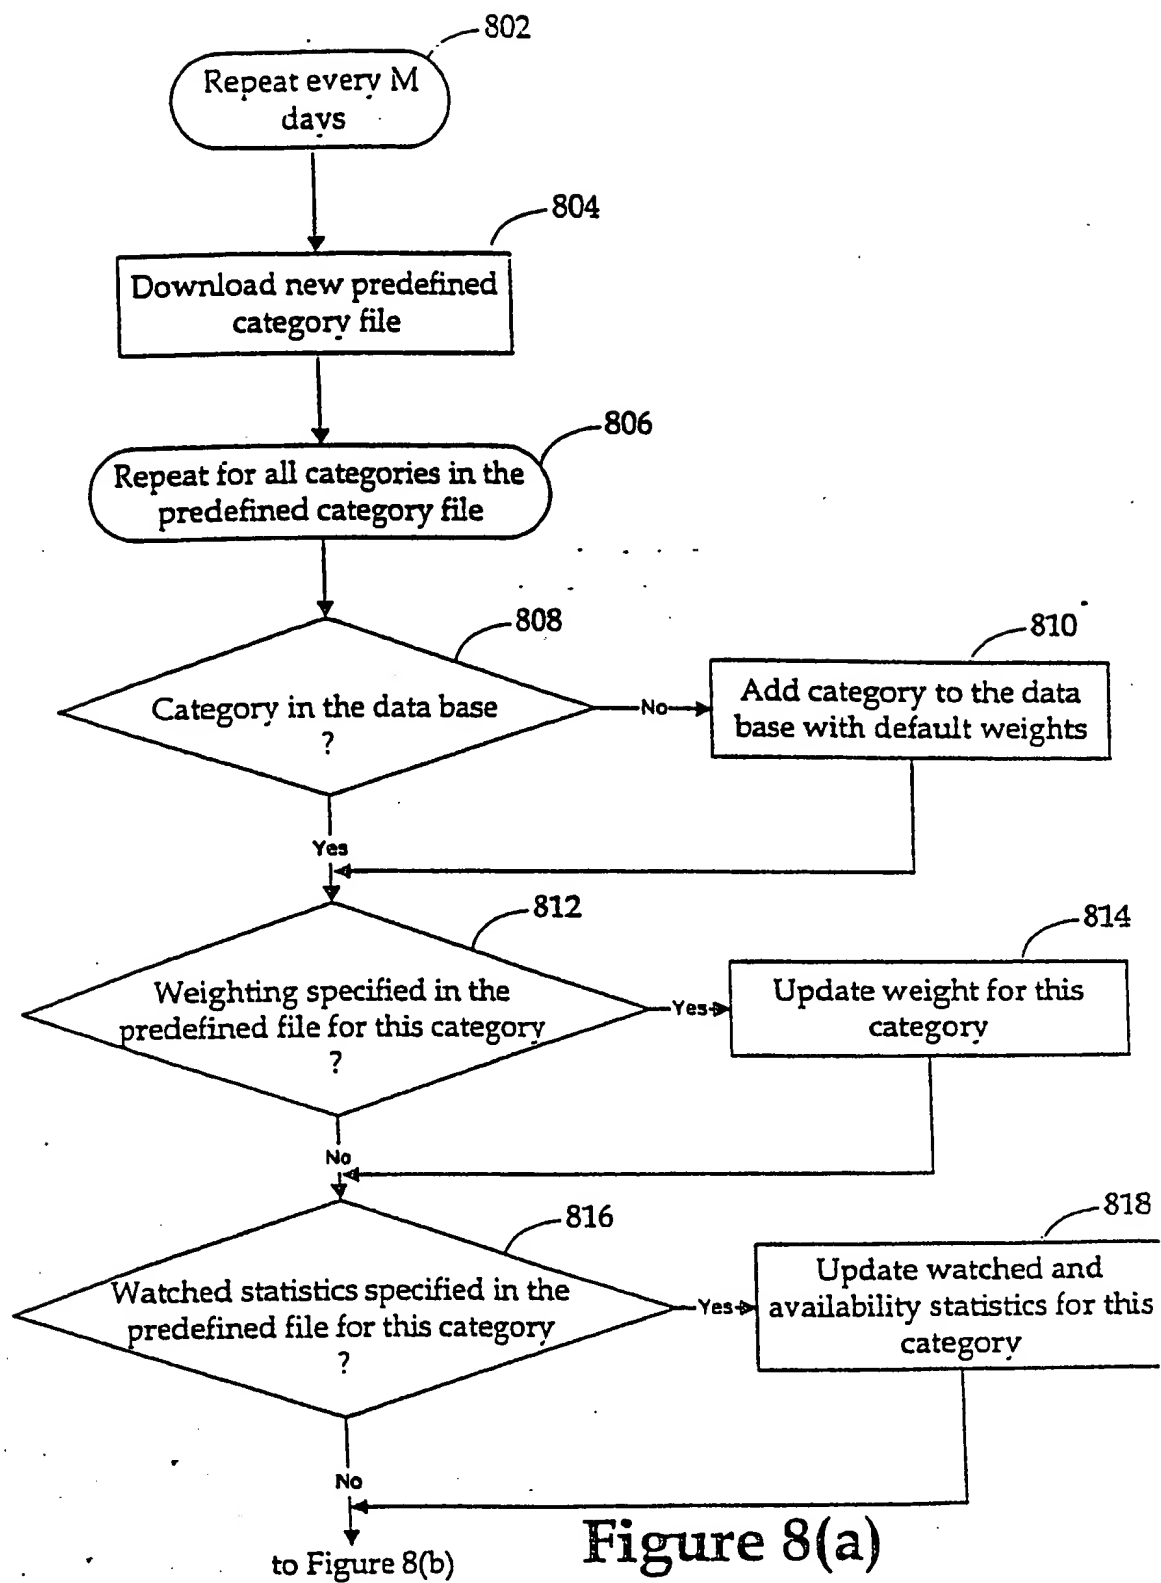 802
Repeat every M
days
804
Download new predefined
category file
806
Repeat for all categories in the
predefined category file
808
Category in the data base
?
No
810
Add category to the data
base with default weights
Yes
812
Weighting specified in the
predefined file for this category
?
Yes
814
Update weight for this
category
No
816
Watched statistics specified in the
predefined file for this category
?
Yes
818
Update watched and
availability statistics for this
category
No
to Figure 8(b)
Figure 8(a)